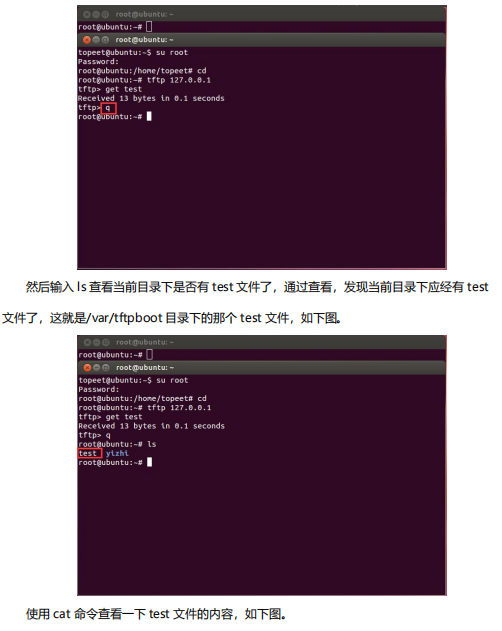 root@ubuntu: ~
root@ubuntu:~#
root@ubuntu: ~
topeet@ubuntu:~$ su root
Password:
root@ubuntu:/home/topeet# cd
root@ubuntu:~# tftp 127.0.0.1
tftp> get test
Received 13 bytes in 0.1 seconds
tftp> q
root@ubuntu:~#
然后输入 ls 查看当前目录下是否有 test 文件了，通过查看，发现当前目录下应经有 test
文件了，这就是/var/tftpboot 目录下的那个 test 文件，如下图。
root@ubuntu: ~
root@ubuntu:~#
root@ubuntu: ~
topeet@ubuntu:~$ su root
Password:
root@ubuntu:/home/topeet# cd
root@ubuntu:~# tftp 127.0.0.1
tftp> get test
Received 13 bytes in 0.1 seconds
tftp> q
root@ubuntu:~# ls
test yizhi
root@ubuntu:~#
使用 cat 命令查看一下 test 文件的内容，如下图。